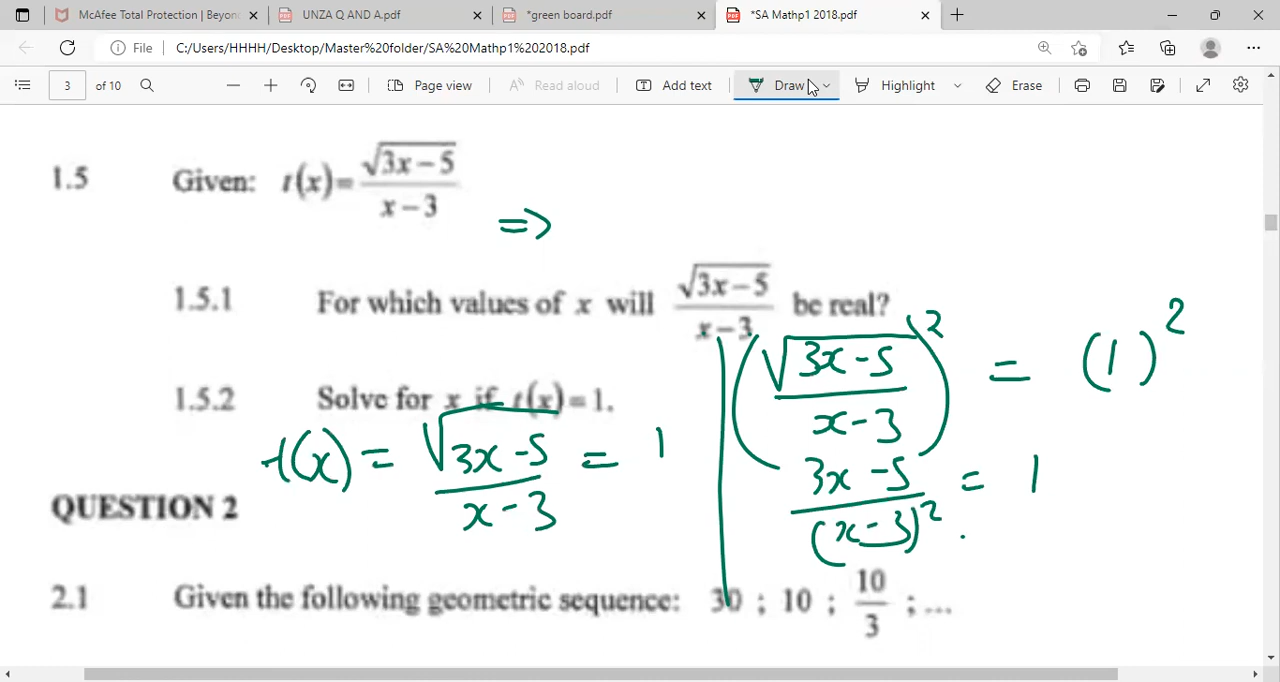 McAfee Total Protection | Beyon
UNZA Q AND A.pdf
*green board.pdf
*SA Mathp1 2018.pdf
File C:/Users/HHHH/Desktop/Master%20folder/SA%20Mathp1%202018.pdf
3 of 10 Page view Read aloud Add text Draw Highlight Erase
1.5 Given: t(x)= √(3x−5) / (x−3)
=>
1.5.1 For which values of x will √(3x−5) / (x−3) be real?
(√(3x−5) / (x−3))² = (1)²
1.5.2 Solve for x if t(x)=1.
t(x) = √(3x−5) / (x−3) = 1
(3x−5) / (x−3)² = 1
QUESTION 2
2.1 Given the following geometric sequence: 30 ; 10 ; 10/3 ; ...